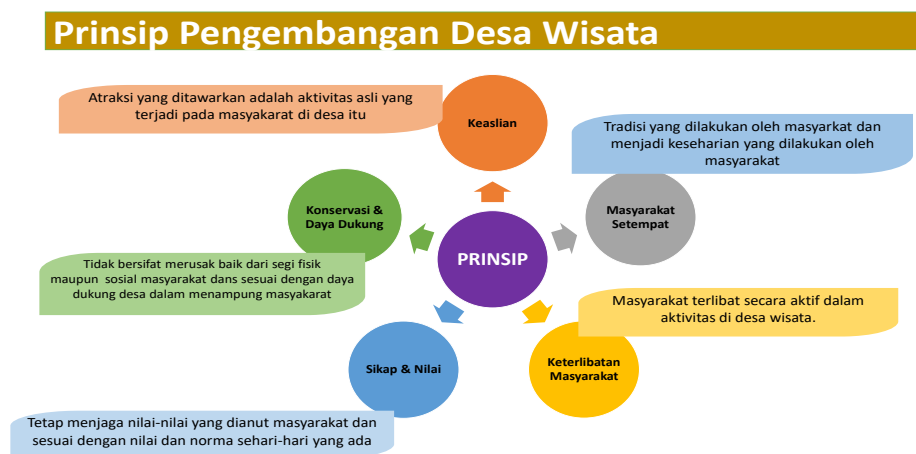 Prinsip Pengembangan Desa Wisata
Atraksi yang ditawarkan adalah aktivitas asli yang
terjadi pada masyakarat di desa itu
Keaslian
Tradisi yang dilakukan oleh masyarkat dan
menjadi keseharian yang dilakukan oleh
masyarakat
Masyarakat
Setempat
Konservasi &
Daya Dukung
PRINSIP
Tidak bersifat merusak baik dari segi fisik
maupun sosial masyarakat dans sesuai dengan daya
dukung desa dalam menampung masyakarat
Masyarakat terlibat secara aktif dalam
aktivitas di desa wisata.
Keterlibatan
Masyarakat
Sikap & Nilai
Tetap menjaga nilai-nilai yang dianut masyarakat dan
sesuai dengan nilai dan norma sehari-hari yang ada